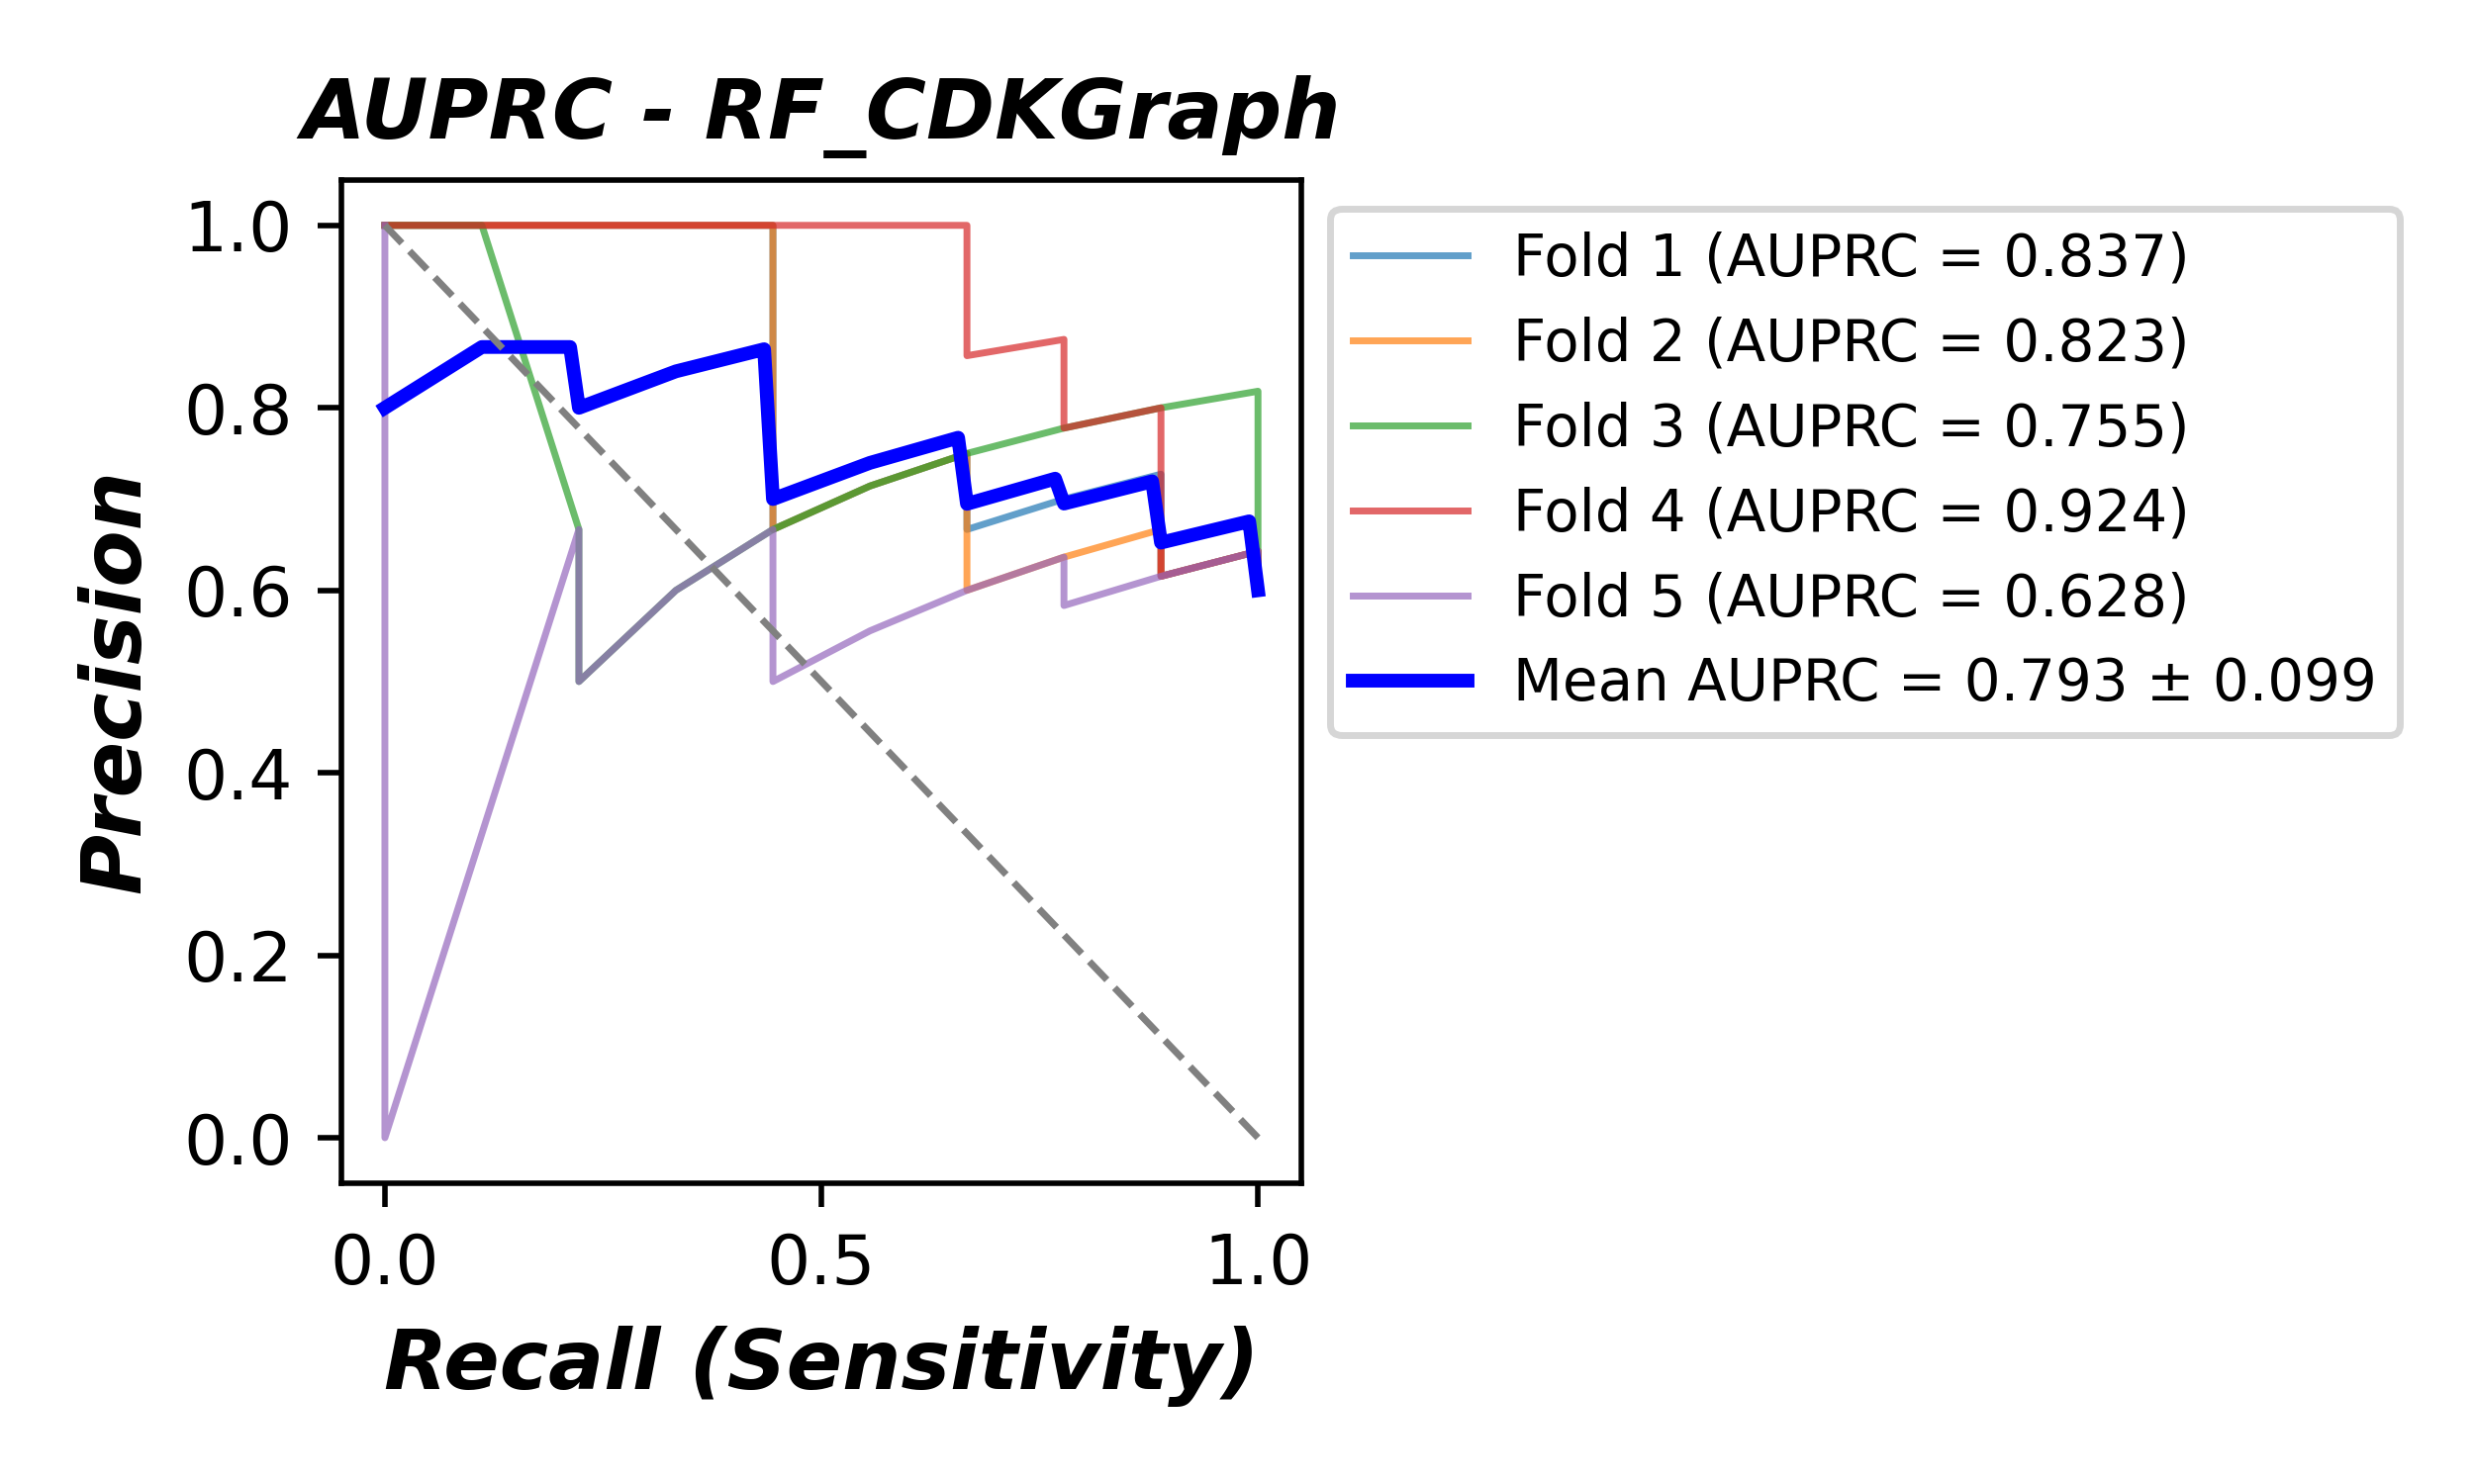 AUPRC - RF_CDKGraph
Precision
1.0
0.8
0.6
0.4
0.2
0.0
0.0 0.5 1.0
Recall (Sensitivity)
Fold 1 (AUPRC = 0.837)
Fold 2 (AUPRC = 0.823)
Fold 3 (AUPRC = 0.755)
Fold 4 (AUPRC = 0.924)
Fold 5 (AUPRC = 0.628)
Mean AUPRC = 0.793 ± 0.099